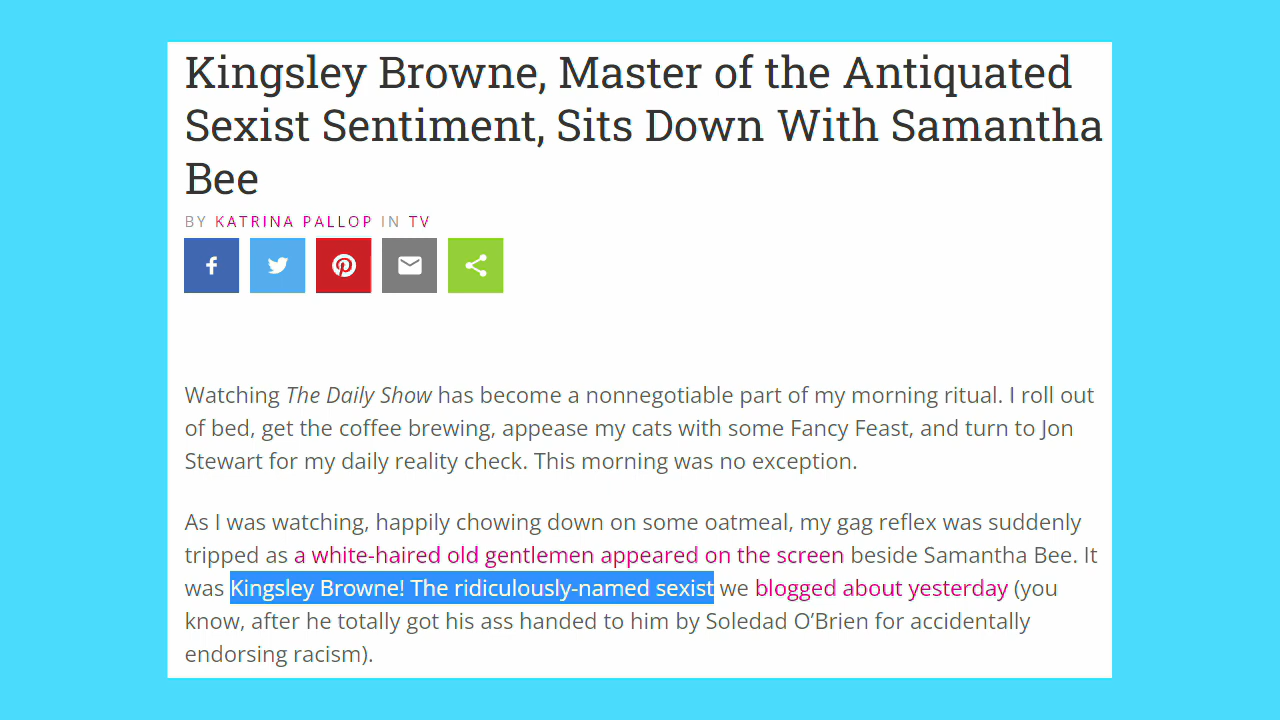 Kingsley Browne, Master of the Antiquated
Sexist Sentiment, Sits Down With Samantha
Bee
BY KATRINA PALLOP IN TV
Watching The Daily Show has become a nonnegotiable part of my morning ritual. I roll out
of bed, get the coffee brewing, appease my cats with some Fancy Feast, and turn to Jon
Stewart for my daily reality check. This morning was no exception.
As I was watching, happily chowing down on some oatmeal, my gag reflex was suddenly
tripped as a white-haired old gentlemen appeared on the screen beside Samantha Bee. It
was Kingsley Browne! The ridiculously-named sexist we blogged about yesterday (you
know, after he totally got his ass handed to him by Soledad O’Brien for accidentally
endorsing racism).